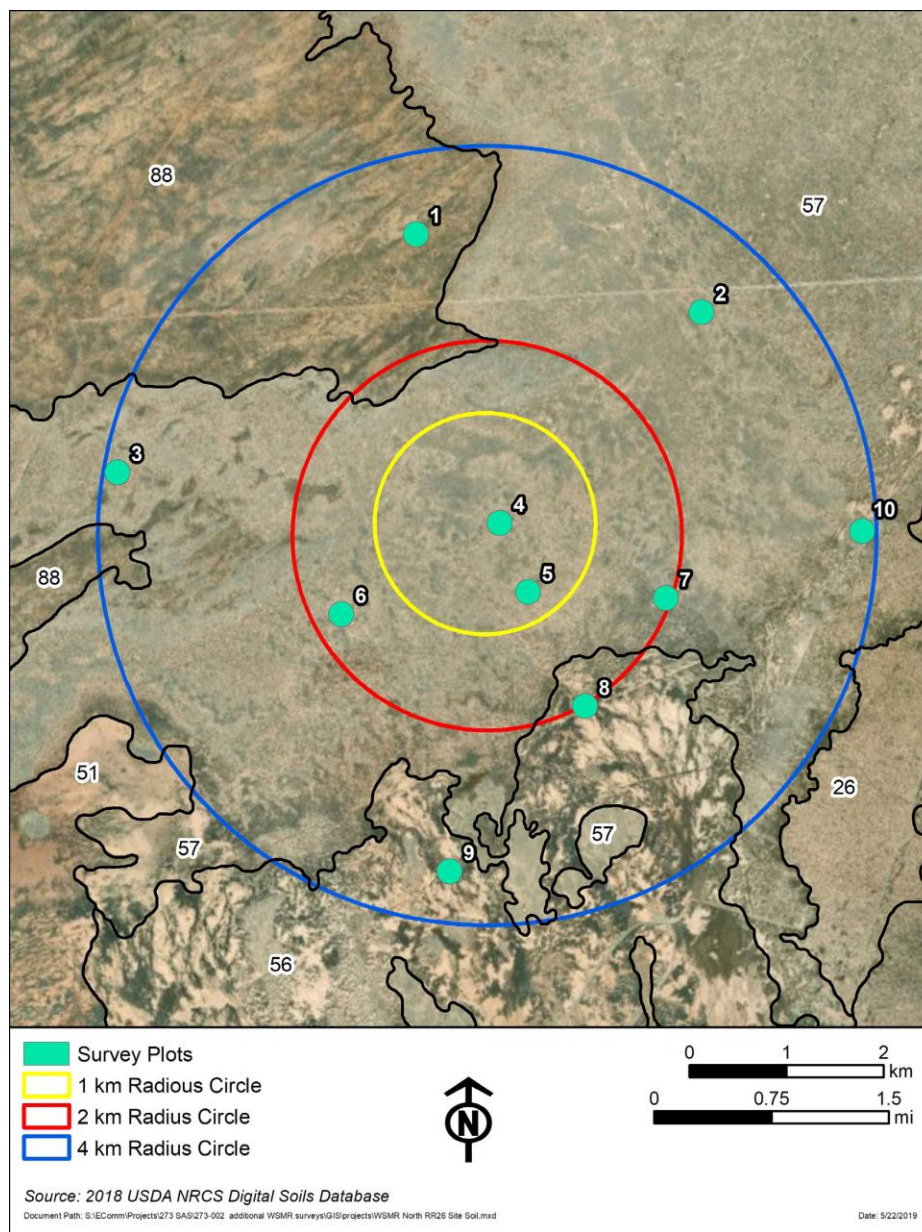 88
1
57
2
3
4
10
88
5
7
6
8
51
26
57
57
9
56
Survey Plots
1 km Radious Circle
2 km Radius Circle
4 km Radius Circle
N
0 1 2
km
0 0.75 1.5
mi
Source: 2018 USDA NRCS Digital Soils Database
Document Path: S:\EComm\Projects\273 SAS\273-002 additional WSMR surveys\GIS\projects\WSMR North RR26 Site Soil.mxd
Date: 5/22/2019